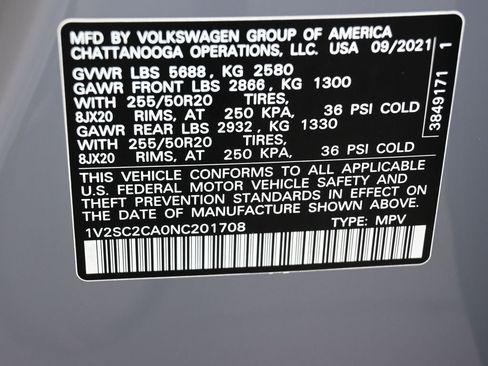 MFD BY VOLKSWAGEN GROUP OF AMERICA
CHATTANOOGA OPERATIONS, LLC. USA 09/2021
GVWR LBS 5688 , KG 2580
GAWR FRONT LBS 2866 , KG 1300
WITH 255/50R20 TIRES,
8JX20 RIMS, AT 250 KPA, 36 PSI COLD
GAWR REAR LBS 2932 , KG 1330
WITH 255/50R20 TIRES,
8JX20 RIMS, AT 250 KPA, 36 PSI COLD
THIS VEHICLE CONFORMS TO ALL APPLICABLE
U.S. FEDERAL MOTOR VEHICLE SAFETY AND
THEFT PREVENTION STANDARDS IN EFFECT ON
THE DATE OF MANUFACTURE SHOWN ABOVE.
1V2SC2CA0NC201708 TYPE: MPV
3849171 1